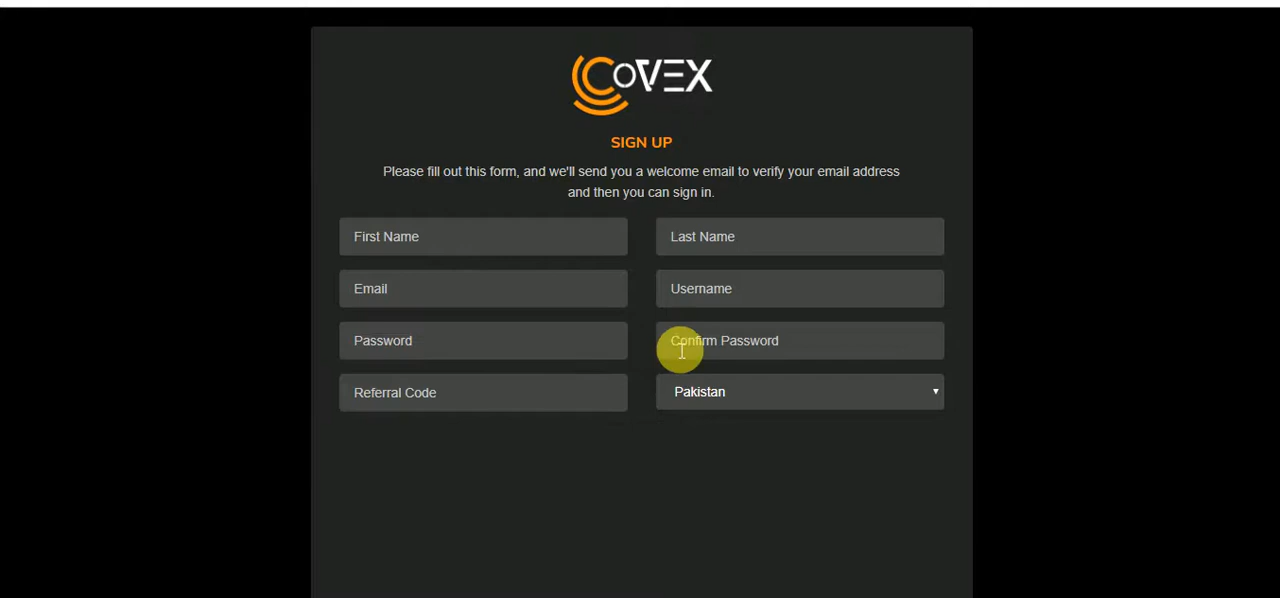 CoVEX
SIGN UP
Please fill out this form, and we'll send you a welcome email to verify your email address
and then you can sign in.
First Name Last Name
Email Username
Password Confirm Password
Referral Code Pakistan